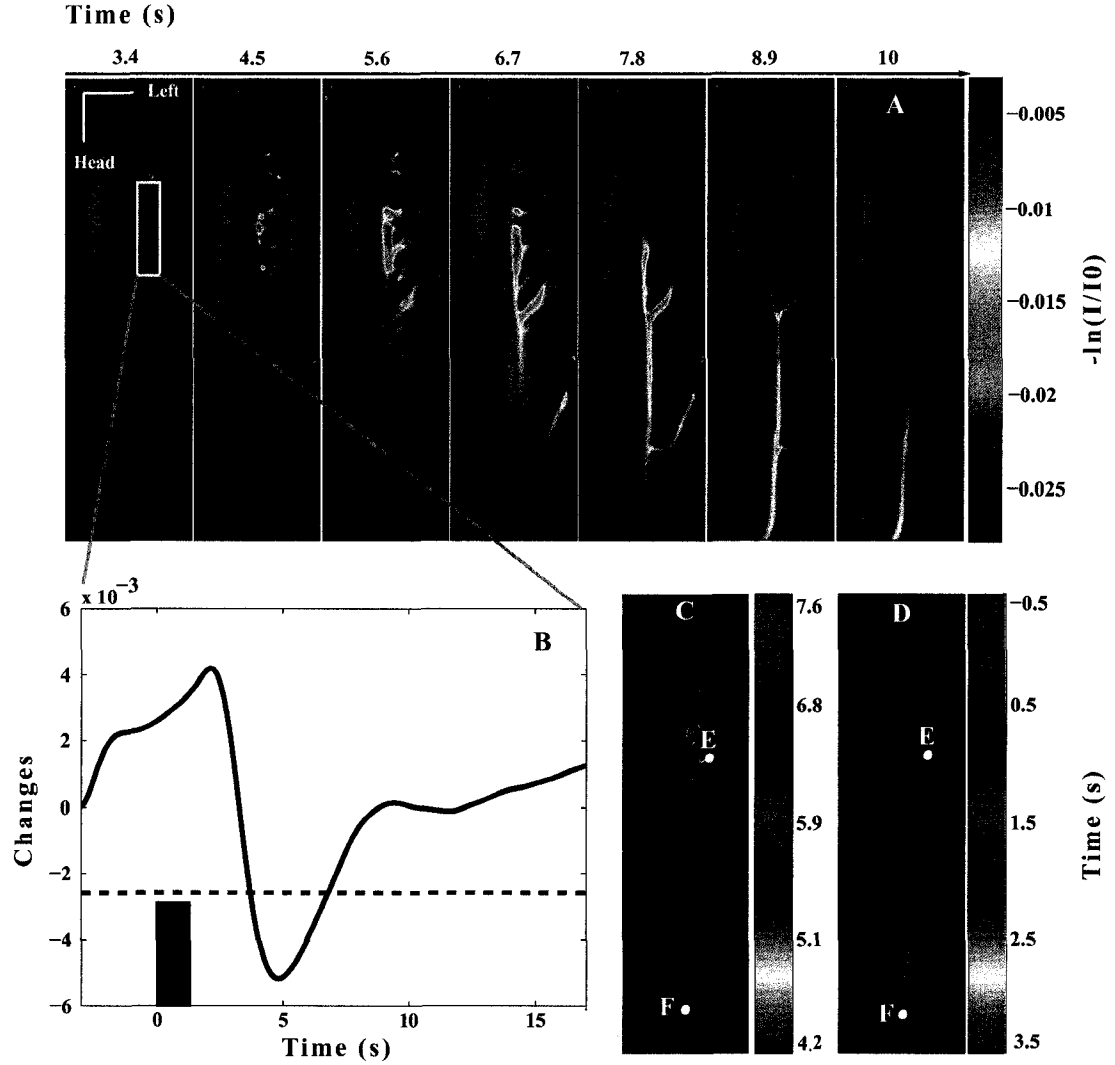 Time (s)
3.4 4.5 5.6 6.7 7.8 8.9 10
Left
Head
A
−0.005
−0.01
−0.015
−0.02
−0.025
-ln(I/I0)
x 10⁻³
6
4
2
0
−2
−4
−6
Changes
B
0 5 10 15
Time (s)
C
E
F
7.6
6.8
5.9
5.1
4.2
D
E
F
−0.5
0.5
1.5
2.5
3.5
Time (s)